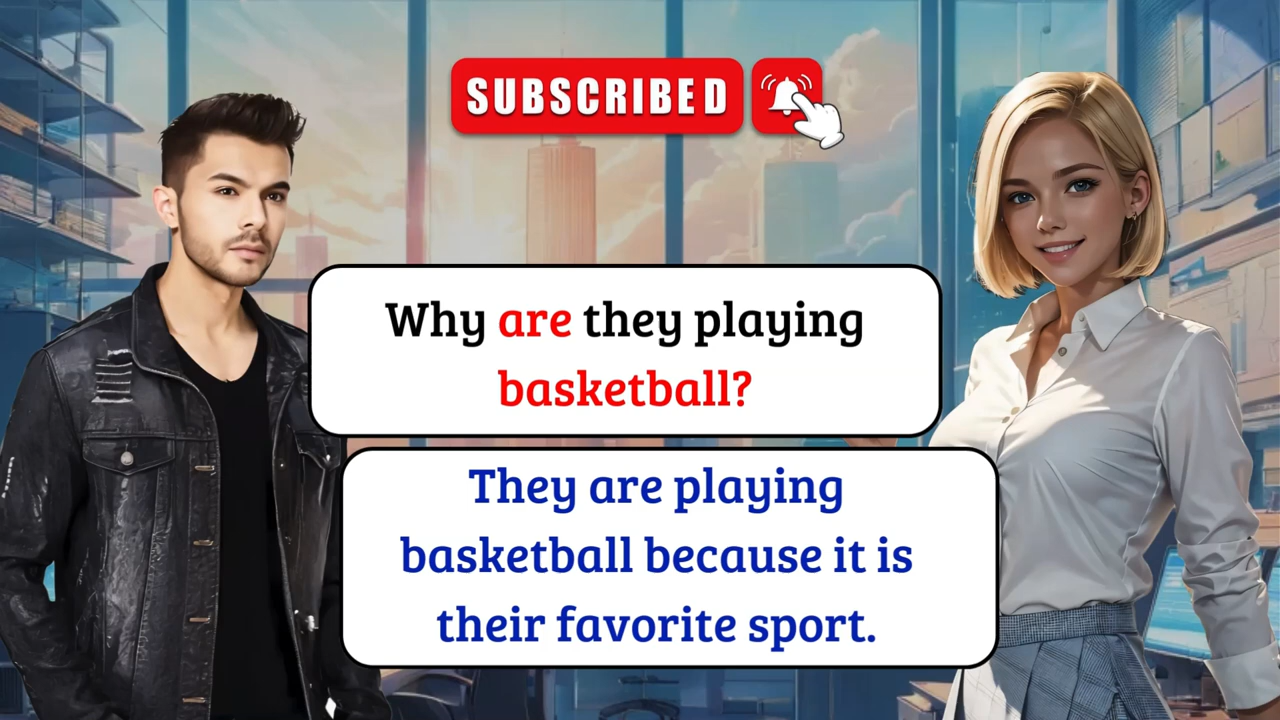 SUBSCRIBED
Why are they playing
basketball?
They are playing
basketball because it is
their favorite sport.